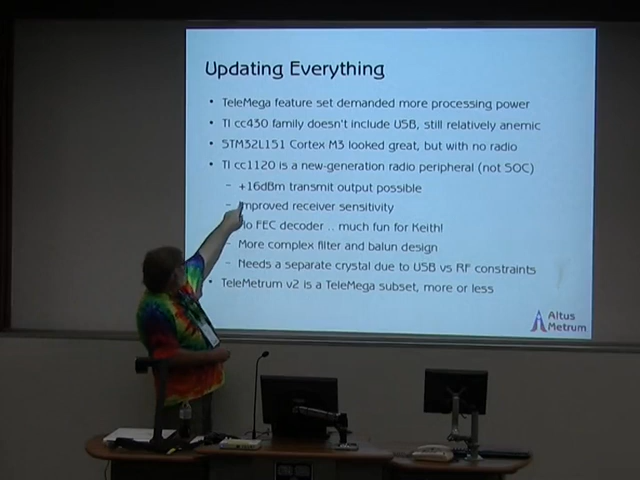 Updating Everything
• TeleMega feature set demanded more processing power
• TI cc430 family doesn't include USB, still relatively anemic
• STM32L151 Cortex M3 looked great, but with no radio
• TI cc1120 is a new-generation radio peripheral (not SOC)
– +16dBm transmit output possible
– Improved receiver sensitivity
FEC decoder .. much fun for Keith!
– More complex filter and balun design
– Needs a separate crystal due to USB vs RF constraints
• TeleMetrum v2 is a TeleMega subset, more or less
Altus
Metrum